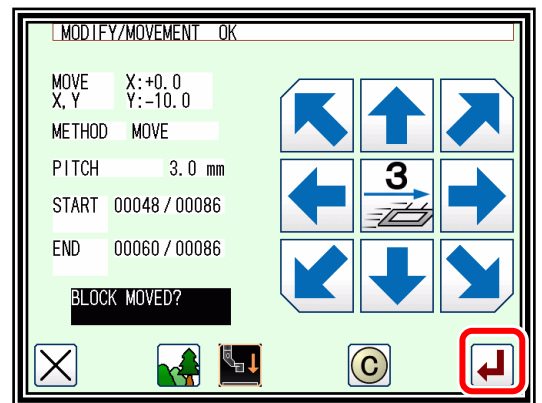 MODIFY/MOVEMENT OK
MOVE X:+0.0
X,Y Y:-10.0
METHOD MOVE
PITCH 3.0 mm
START 00048/00086
END 00060/00086
BLOCK MOVED?
3
C